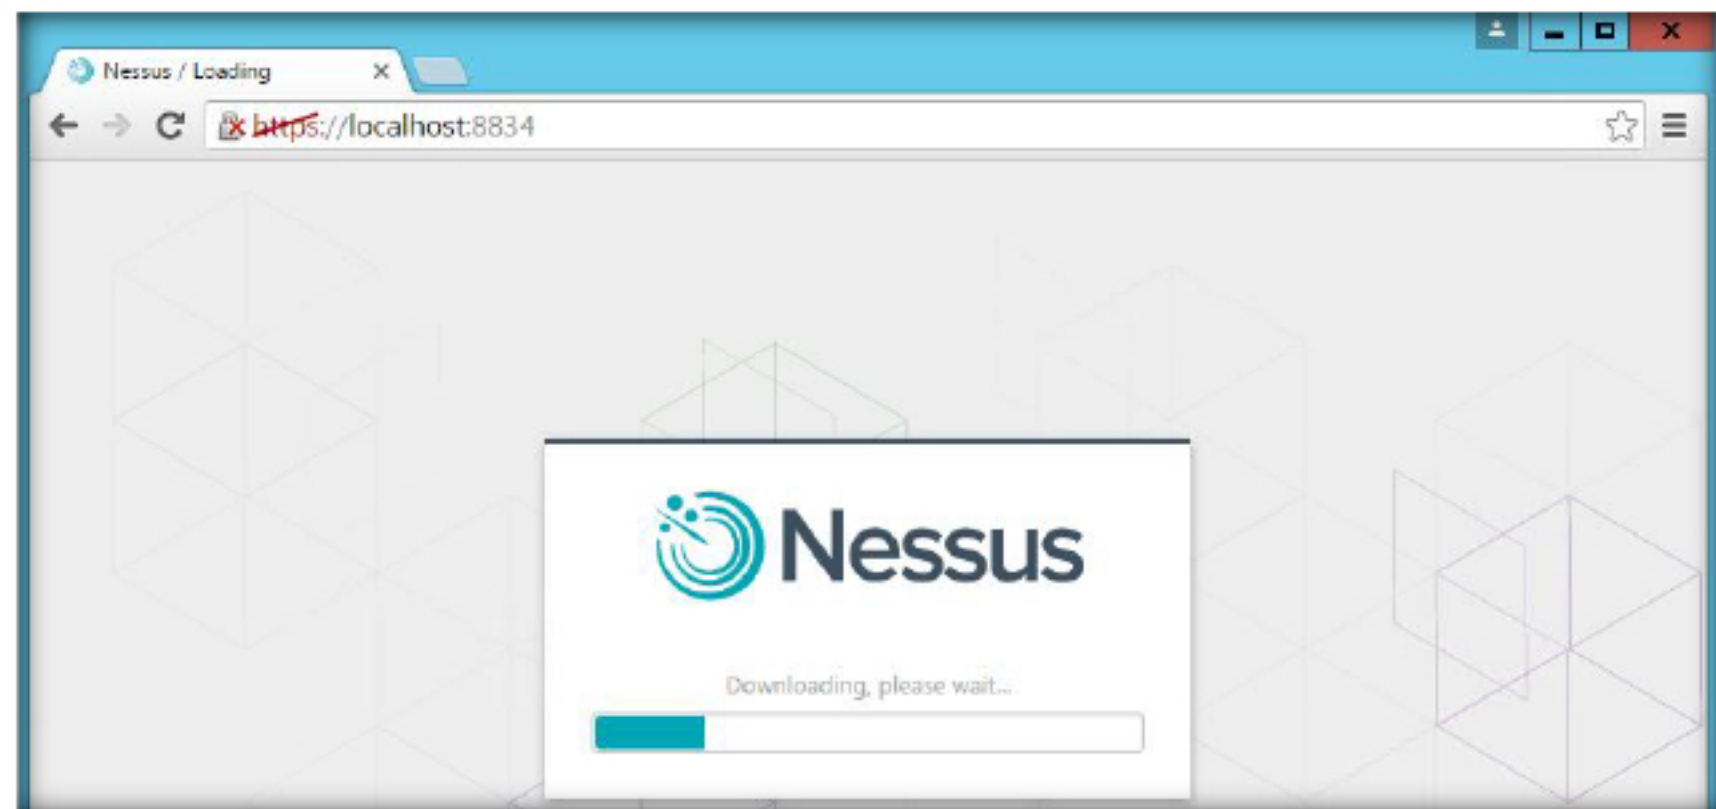 Nessus / Loading
https://localhost:8834
Nessus
Downloading, please wait...